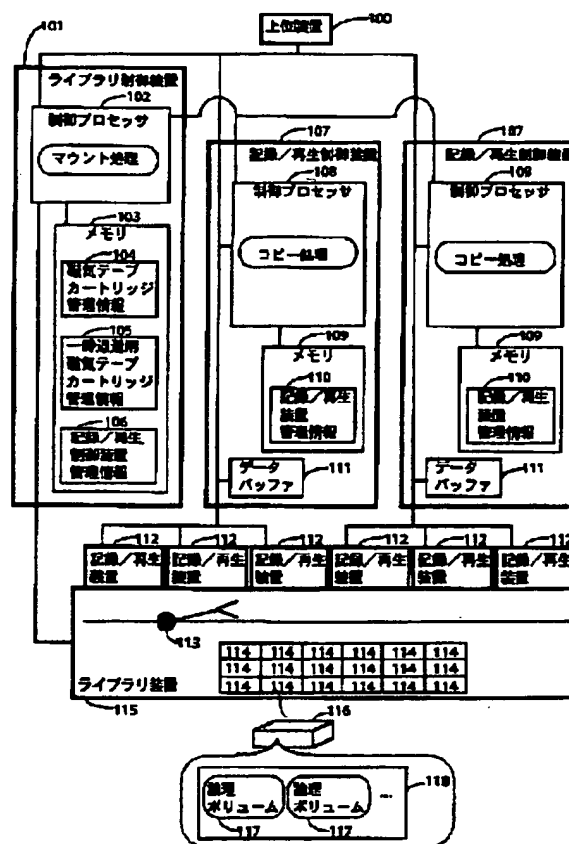 上位装置
100
101
ライブラリ制御装置
102
制御プロセッサ
マウント処理
103
メモリ
104
磁気テープ
カートリッジ
管理情報
105
一時退避用
磁気テープ
カートリッジ
管理情報
106
記録／再生
制御装置
管理情報
107
記録／再生制御装置
108
制御プロセッサ
コピー処理
109
メモリ
110
記録／再生
装置
管理情報
データ
バッファ
111
107
記録／再生制御装置
108
制御プロセッサ
コピー処理
109
メモリ
110
記録／再生
装置
管理情報
データ
バッファ
111
112 112 112 112 112 112
記録／再生 記録／再生 記録／再生 記録／再生 記録／再生 記録／再生
装置 装置 装置 装置 装置 装置
113
114 114 114 114 114 114
114 114 114 114 114 114
114 114 114 114 114 114
ライブラリ装置
115
116
論理
ボリューム
論理
ボリューム
...
118
117
117